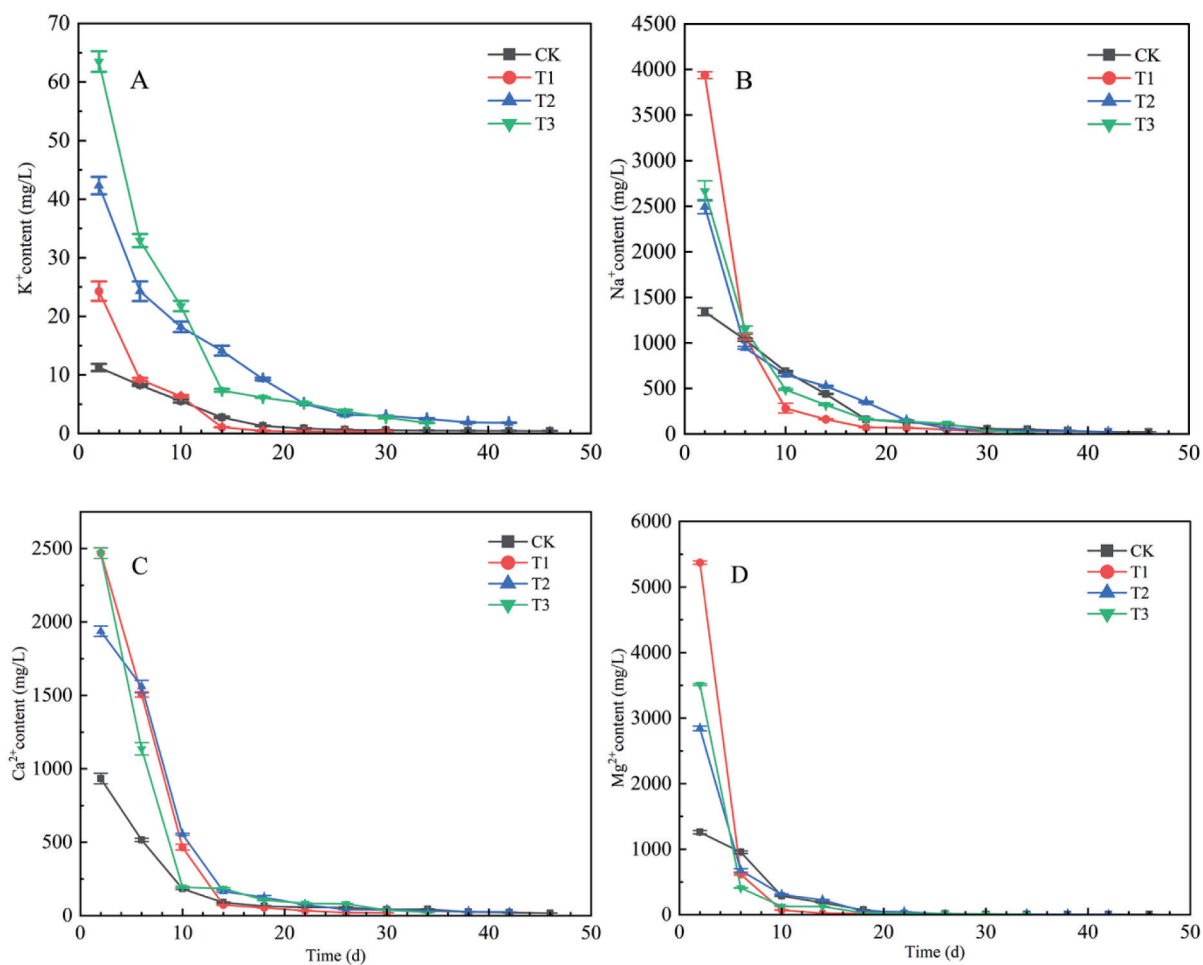 70
60
50
40
30
20
10
0
K⁺content (mg/L)
A
CK
T1
T2
T3
0 10 20 30 40 50
4500
4000
3500
3000
2500
2000
1500
1000
500
0
Na⁺content (mg/L)
B
CK
T1
T2
T3
0 10 20 30 40 50
2500
2000
1500
1000
500
0
Ca²⁺content (mg/L)
C
CK
T1
T2
T3
0 10 20 30 40 50
Time (d)
6000
5000
4000
3000
2000
1000
0
Mg²⁺content (mg/L)
D
CK
T1
T2
T3
0 10 20 30 40 50
Time (d)